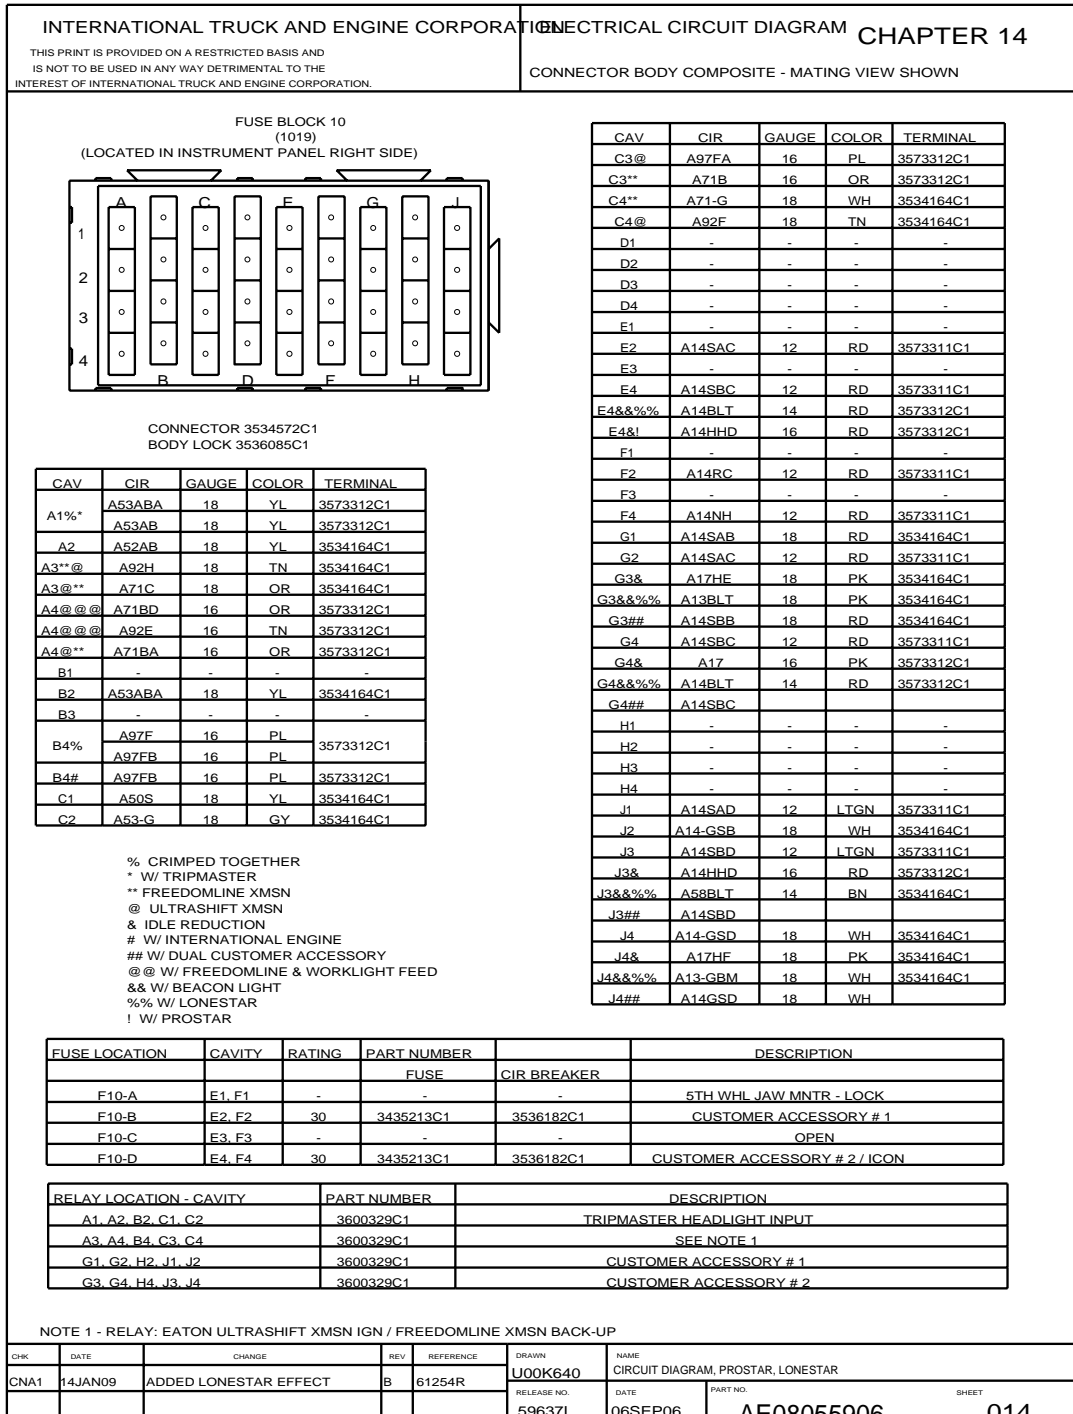 INTERNATIONAL TRUCK AND ENGINE CORPORATION
THIS PRINT IS PROVIDED ON A RESTRICTED BASIS AND
IS NOT TO BE USED IN ANY WAY DETRIMENTAL TO THE
INTEREST OF INTERNATIONAL TRUCK AND ENGINE CORPORATION.
ELECTRICAL CIRCUIT DIAGRAM
CHAPTER 14
CONNECTOR BODY COMPOSITE - MATING VIEW SHOWN
FUSE BLOCK 10
(1019)
(LOCATED IN INSTRUMENT PANEL RIGHT SIDE)
A C E G J
1
2
3
4
B D F H
CONNECTOR 3534572C1
BODY LOCK 3536085C1
CAV CIR GAUGE COLOR TERMINAL
A1%* A53ABA 18 YL 3573312C1
A53AB 18 YL 3573312C1
A2 A52AB 18 YL 3534164C1
A3**@ A92H 18 TN 3534164C1
A3@** A71C 18 OR 3534164C1
A4@@@ A71BD 16 OR 3573312C1
A4@@@ A92E 16 TN 3573312C1
A4@** A71BA 16 OR 3573312C1
B1 - - - -
B2 A53ABA 18 YL 3534164C1
B3 - - - -
B4% A97F 16 PL 3573312C1
A97FB 16 PL
B4# A97FB 16 PL 3573312C1
C1 A50S 18 YL 3534164C1
C2 A53-G 18 GY 3534164C1
CAV CIR GAUGE COLOR TERMINAL
C3@ A97FA 16 PL 3573312C1
C3** A71B 16 OR 3573312C1
C4** A71-G 18 WH 3534164C1
C4@ A92F 18 TN 3534164C1
D1 - - - -
D2 - - - -
D3 - - - -
D4 - - - -
E1 - - - -
E2 A14SAC 12 RD 3573311C1
E3 - - - -
E4 A14SBC 12 RD 3573311C1
E4&&%% A14BLT 14 RD 3573312C1
E4&! A14HHD 16 RD 3573312C1
F1 - - - -
F2 A14RC 12 RD 3573311C1
F3 - - - -
F4 A14NH 12 RD 3573311C1
G1 A14SAB 18 RD 3534164C1
G2 A14SAC 12 RD 3573311C1
G3& A17HE 18 PK 3534164C1
G3&&%% A13BLT 18 PK 3534164C1
G3## A14SBB 18 RD 3534164C1
G4 A14SBC 12 RD 3573311C1
G4& A17 16 PK 3573312C1
G4&&%% A14BLT 14 RD 3573312C1
G4## A14SBC
H1 - - - -
H2 - - - -
H3 - - - -
H4 - - - -
J1 A14SAD 12 LTGN 3573311C1
J2 A14-GSB 18 WH 3534164C1
J3 A14SBD 12 LTGN 3573311C1
J3& A14HHD 16 RD 3573312C1
J3&&%% A58BLT 14 BN 3534164C1
J3## A14SBD
J4 A14-GSD 18 WH 3534164C1
J4& A17HF 18 PK 3534164C1
J4&&%% A13-GBM 18 WH 3534164C1
J4## A14GSD 18 WH
% CRIMPED TOGETHER
* W/ TRIPMASTER
** FREEDOMLINE XMSN
@ ULTRASHIFT XMSN
& IDLE REDUCTION
# W/ INTERNATIONAL ENGINE
## W/ DUAL CUSTOMER ACCESSORY
@@ W/ FREEDOMLINE & WORKLIGHT FEED
&& W/ BEACON LIGHT
%% W/ LONESTAR
! W/ PROSTAR
FUSE LOCATION CAVITY RATING PART NUMBER DESCRIPTION
FUSE CIR BREAKER
F10-A E1, F1 - - - 5TH WHL JAW MNTR - LOCK
F10-B E2, F2 30 3435213C1 3536182C1 CUSTOMER ACCESSORY # 1
F10-C E3, F3 - - - OPEN
F10-D E4, F4 30 3435213C1 3536182C1 CUSTOMER ACCESSORY # 2 / ICON
RELAY LOCATION - CAVITY PART NUMBER DESCRIPTION
A1, A2, B2, C1, C2 3600329C1 TRIPMASTER HEADLIGHT INPUT
A3, A4, B4, C3, C4 3600329C1 SEE NOTE 1
G1, G2, H2, J1, J2 3600329C1 CUSTOMER ACCESSORY # 1
G3, G4, H4, J3, J4 3600329C1 CUSTOMER ACCESSORY # 2
NOTE 1 - RELAY: EATON ULTRASHIFT XMSN IGN / FREEDOMLINE XMSN BACK-UP
CHK DATE CHANGE REV REFERENCE DRAWN NAME
CNA1 14JAN09 ADDED LONESTAR EFFECT B 61254R U00K640 CIRCUIT DIAGRAM, PROSTAR, LONESTAR
RELEASE NO. DATE PART NO. SHEET
59637L 06SEP06 AE08055906 014